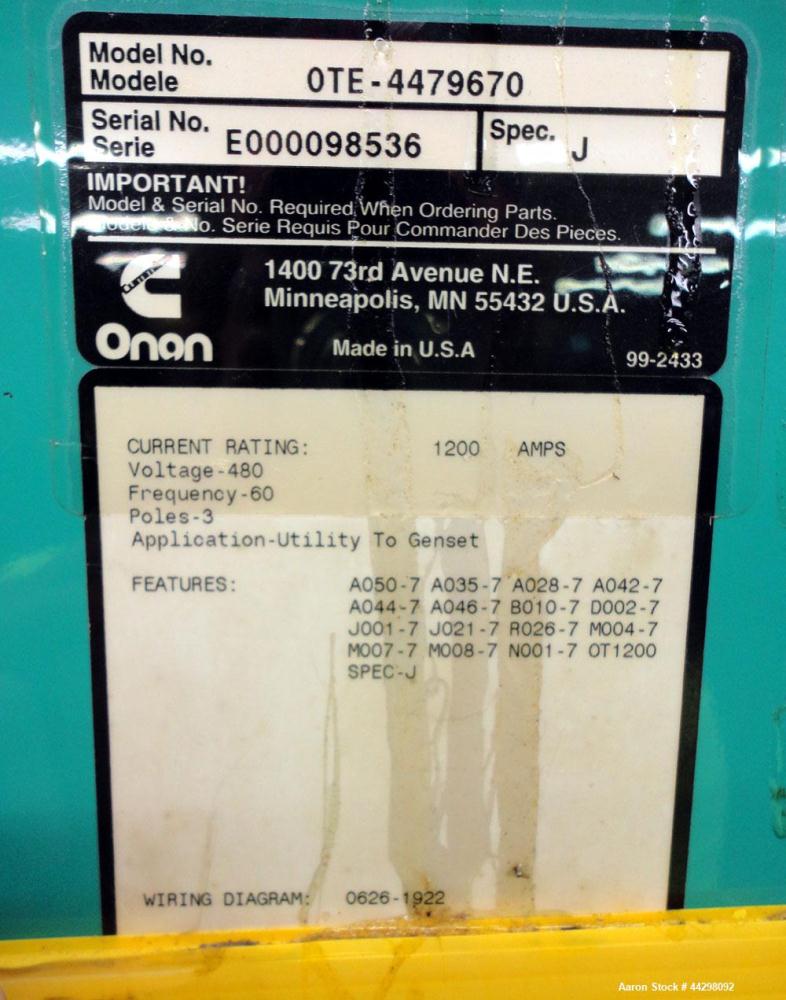 Model No.
Modele
OTE-4479670
Serial No.
Serie
E000098536
Spec.
J
IMPORTANT!
Model & Serial No. Required When Ordering Parts.
Modele & No. Serie Requis Pour Commander Des Pieces.
1400 73rd Avenue N.E.
Minneapolis, MN 55432 U.S.A.
Onan
Made in U.S.A
99-2433
CURRENT RATING: 1200 AMPS
Voltage-480
Frequency-60
Poles-3
Application-Utility To Genset
FEATURES: A050-7 A035-7 A028-7 A042-7
A044-7 A046-7 B010-7 D002-7
J001-7 J021-7 R026-7 M004-7
M007-7 M008-7 N001-7 OT1200
SPEC-J
WIRING DIAGRAM: 0626-1922
Aaron Stock # 44298092